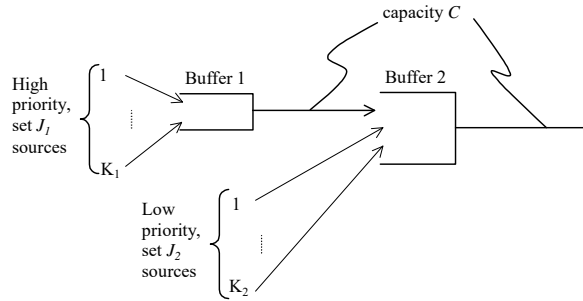 capacity C
High
priority,
set J1
sources
1
K1
Buffer 1
Buffer 2
Low
priority,
set J2
sources
1
K2